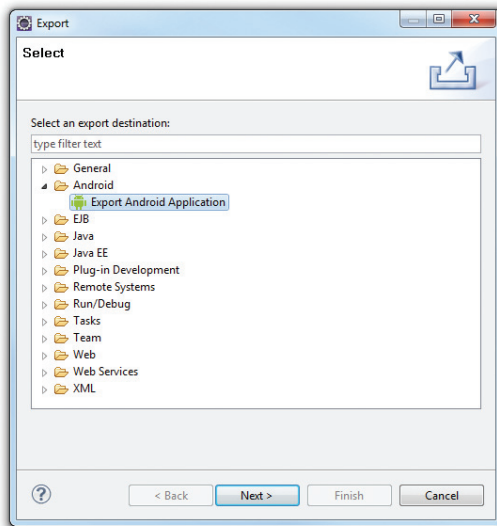 Export
Select
Select an export destination:
type filter text
General
Android
Export Android Application
EJB
Java
Java EE
Plug-in Development
Remote Systems
Run/Debug
Tasks
Team
Web
Web Services
XML
? < Back Next > Finish Cancel